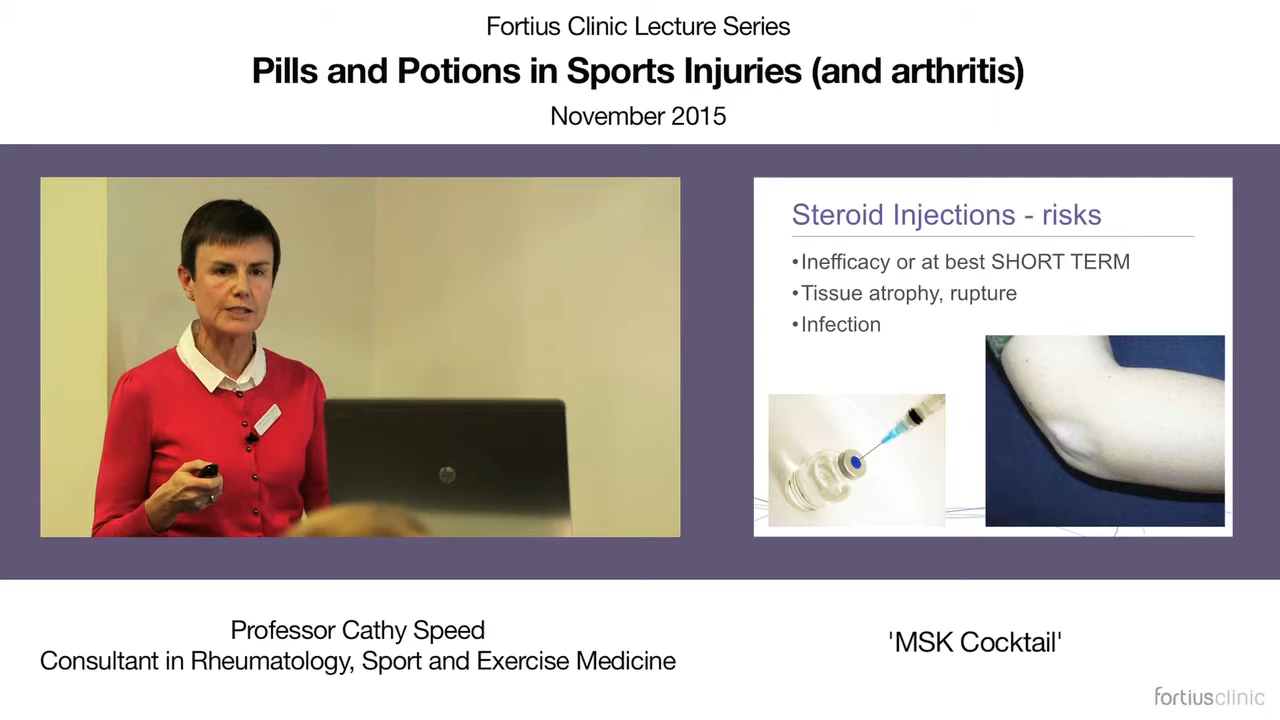 Fortius Clinic Lecture Series
Pills and Potions in Sports Injuries (and arthritis)
November 2015
Steroid Injections - risks
•Inefficacy or at best SHORT TERM
•Tissue atrophy, rupture
•Infection
hp
Professor Cathy Speed
Consultant in Rheumatology, Sport and Exercise Medicine
'MSK Cocktail'
fortiusclinic